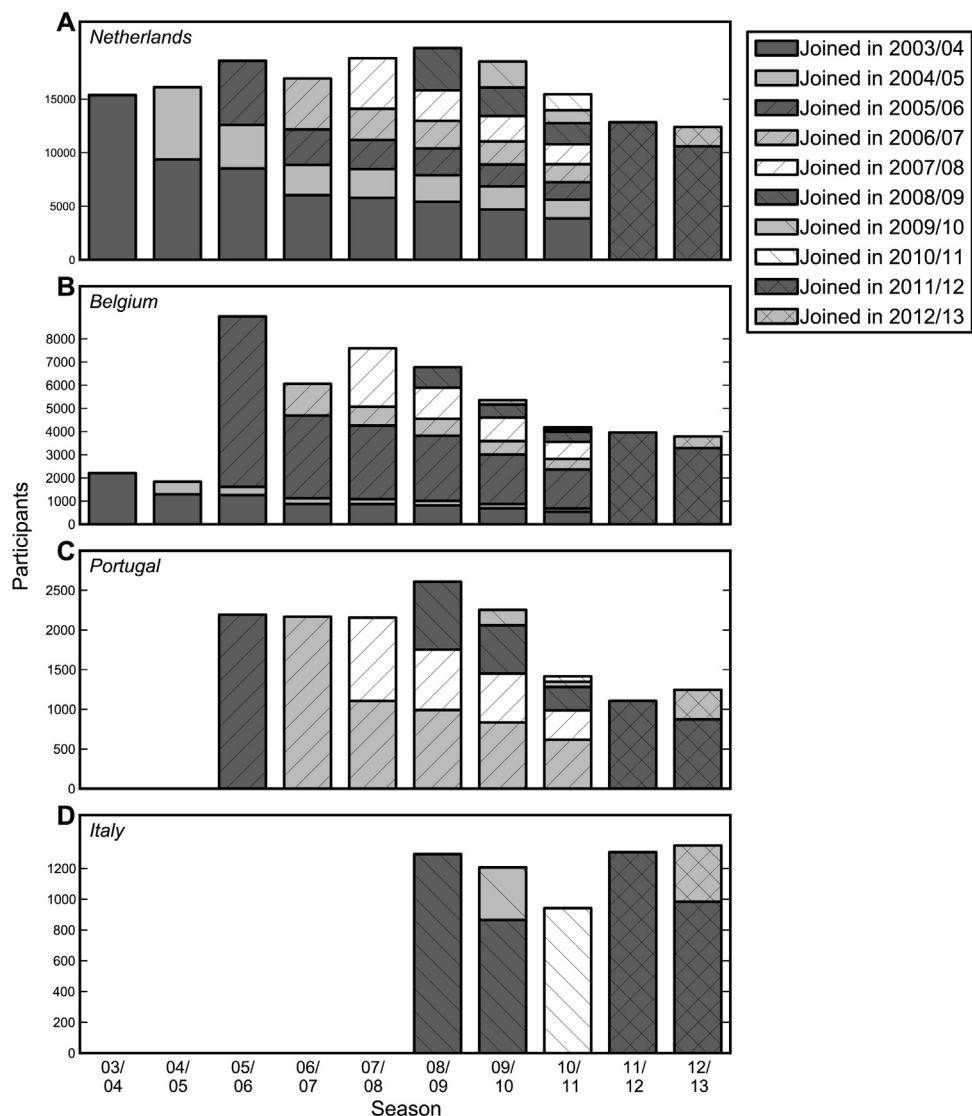 A
Netherlands
15000
10000
5000
0
Joined in 2003/04
Joined in 2004/05
Joined in 2005/06
Joined in 2006/07
Joined in 2007/08
Joined in 2008/09
Joined in 2009/10
Joined in 2010/11
Joined in 2011/12
Joined in 2012/13
B
Belgium
8000
7000
6000
5000
4000
3000
2000
1000
0
Participants
C
Portugal
2500
2000
1500
1000
500
0
D
Italy
1200
1000
800
600
400
200
0
03/ 04/ 05/ 06/ 07/ 08/ 09/ 10/ 11/ 12/
04 05 06 07 08 09 10 11 12 13
Season